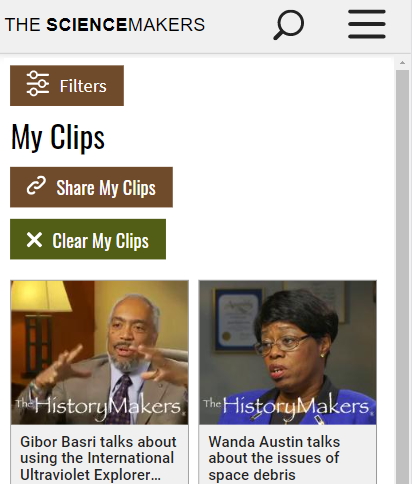 THE SCIENCEMAKERS
Filters
My Clips
Share My Clips
Clear My Clips
The HistoryMakers
The HistoryMakers
Gibor Basri talks about
using the International
Ultraviolet Explorer...
Wanda Austin talks
about the issues of
space debris